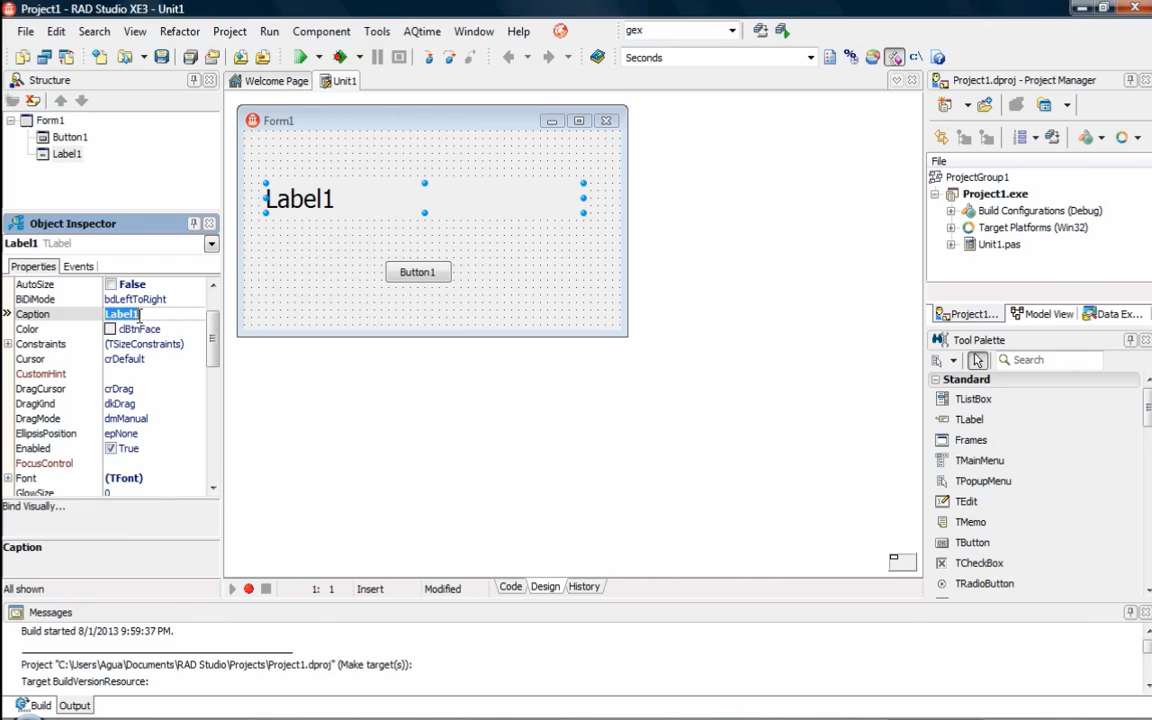 Project1 - RAD Studio XE3 - Unit1
File Edit Search View Refactor Project Run Component Tools AQtime Window Help
gex
Seconds
Structure
Form1
Button1
Label1
Welcome Page
Unit1
Form1
Label1
Button1
Object Inspector
Label1 TLabel
Properties Events
AutoSize False
BiDiMode bdLeftToRight
Caption Label1
Color clBtnFace
Constraints (TSizeConstraints)
Cursor crDefault
CustomHint
DragCursor crDrag
DragKind dkDrag
DragMode dmManual
EllipsisPosition epNone
Enabled True
FocusControl
Font (TFont)
GlowSize 0
Bind Visually...
Caption
All shown
1: 1 Insert Modified
Code Design History
Project1.dproj - Project Manager
File
ProjectGroup1
Project1.exe
Build Configurations (Debug)
Target Platforms (Win32)
Unit1.pas
Project1... Model View Data Ex...
Tool Palette
Search
Standard
TListBox
TLabel
Frames
TMainMenu
TPopupMenu
TEdit
TMemo
TButton
TCheckBox
TRadioButton
Messages
Build started 8/1/2013 9:59:37 PM.
Project "C:\Users\Agua\Documents\RAD Studio\Projects\Project1.dproj" (Make target(s)):
Target BuildVersionResource:
Build Output